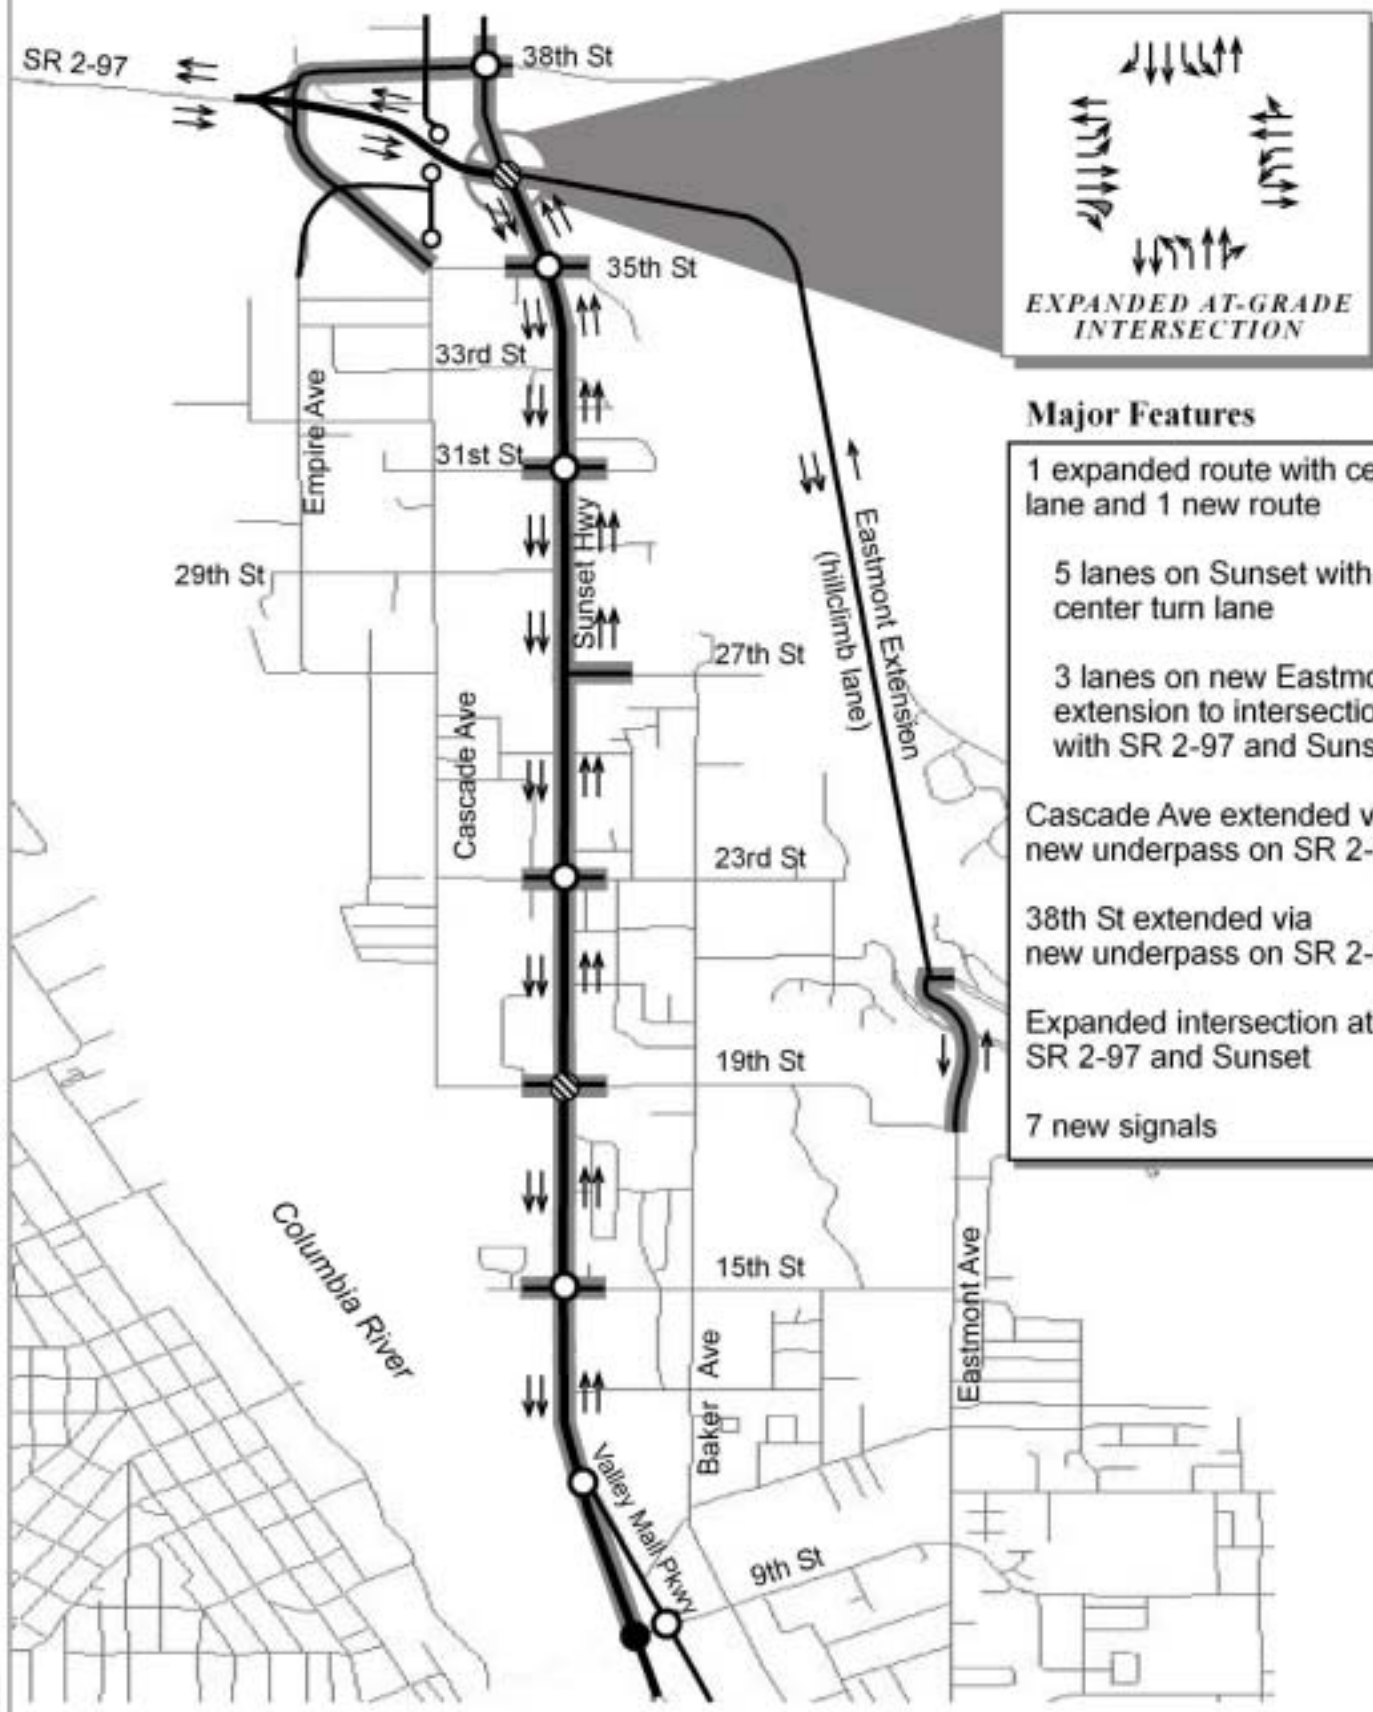 SR 2-97
38th St
35th St
33rd St
31st St
Empire Ave
Sunset Hwy
29th St
27th St
Cascade Ave
Eastmont Extension
(hillclimb lane)
23rd St
19th St
Columbia River
15th St
Baker Ave
Eastmont Ave
Valley Mall Pkwy
9th St
EXPANDED AT-GRADE
INTERSECTION
Major Features
1 expanded route with
lane and 1 new route
5 lanes on Sunset with
center turn lane
3 lanes on new
extension to
with SR 2-97 and
Cascade Ave extended
new underpass on SR 2-
38th St extended via
new underpass on SR 2-
Expanded intersection at
SR 2-97 and Sunset
7 new signals